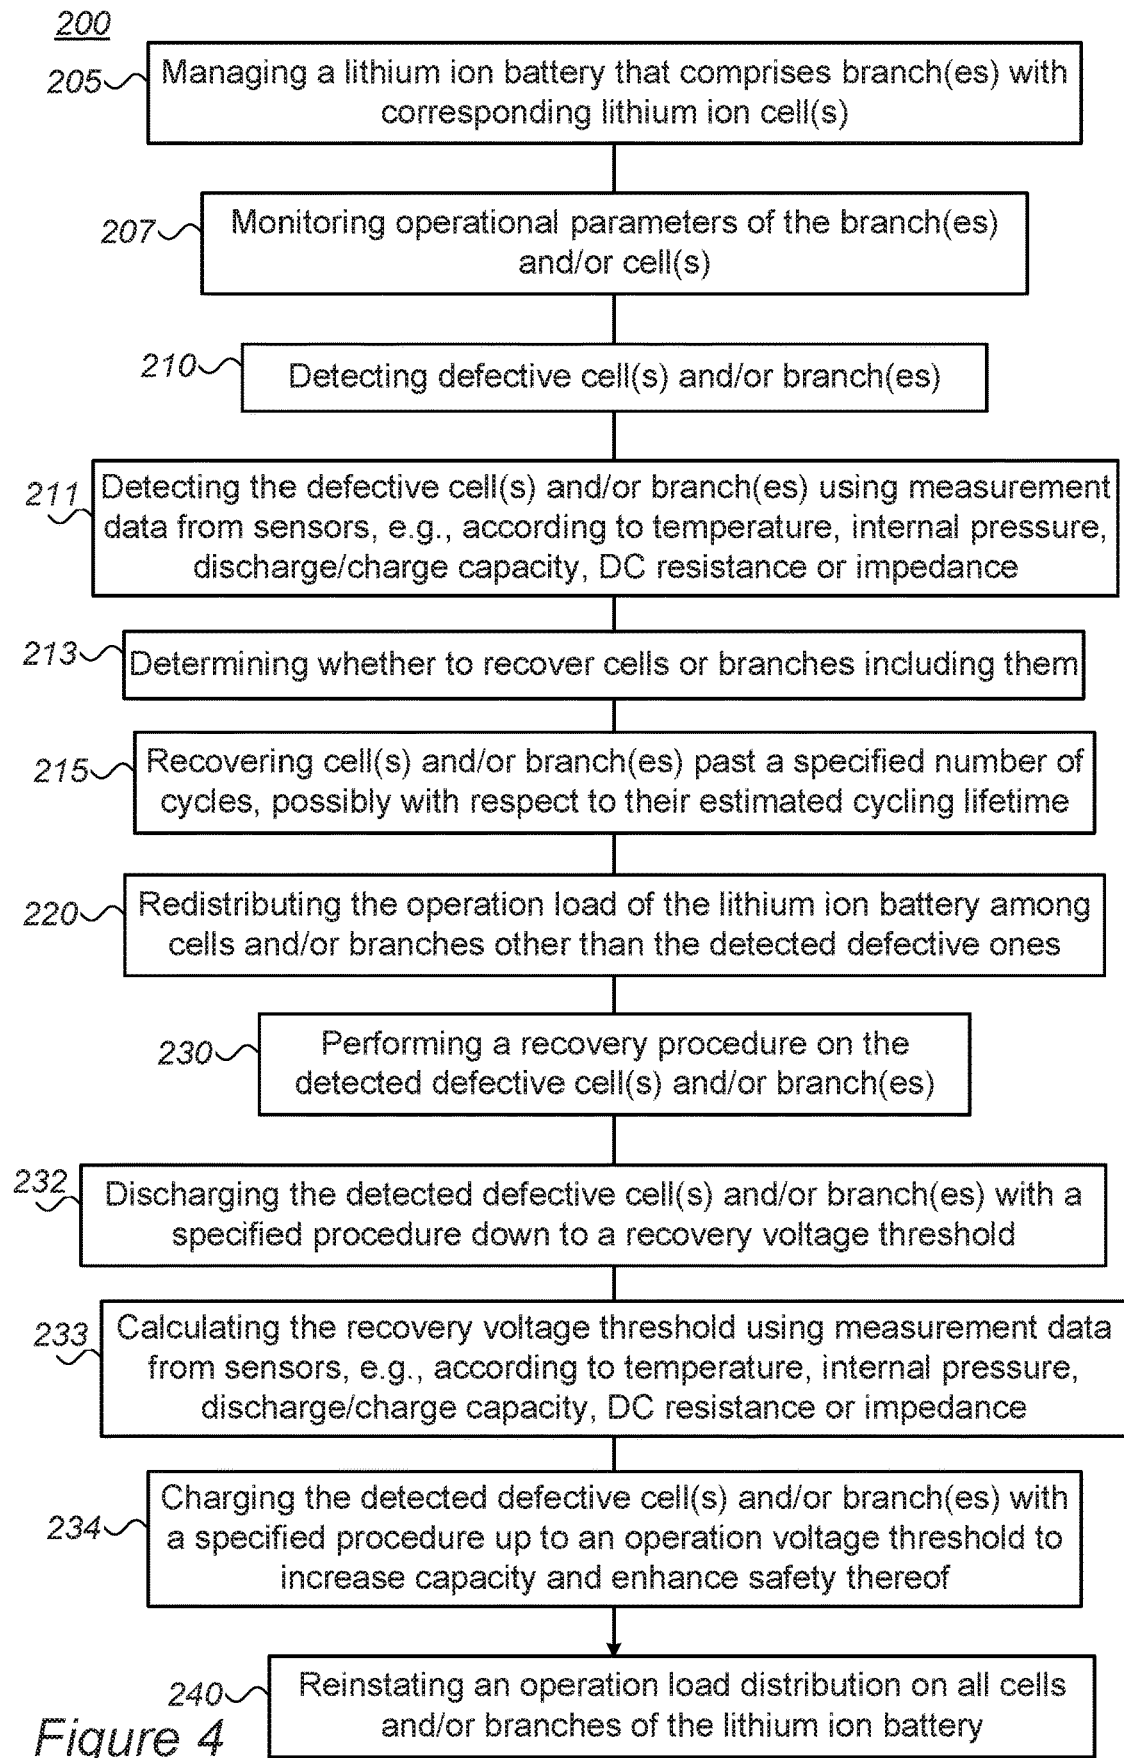 200
205
Managing a lithium ion battery that comprises branch(es) with
corresponding lithium ion cell(s)
207
Monitoring operational parameters of the branch(es)
and/or cell(s)
210
Detecting defective cell(s) and/or branch(es)
211
Detecting the defective cell(s) and/or branch(es) using measurement
data from sensors, e.g., according to temperature, internal pressure,
discharge/charge capacity, DC resistance or impedance
213
Determining whether to recover cells or branches including them
215
Recovering cell(s) and/or branch(es) past a specified number of
cycles, possibly with respect to their estimated cycling lifetime
220
Redistributing the operation load of the lithium ion battery among
cells and/or branches other than the detected defective ones
230
Performing a recovery procedure on the
detected defective cell(s) and/or branch(es)
232
Discharging the detected defective cell(s) and/or branch(es) with a
specified procedure down to a recovery voltage threshold
233
Calculating the recovery voltage threshold using measurement data
from sensors, e.g., according to temperature, internal pressure,
discharge/charge capacity, DC resistance or impedance
234
Charging the detected defective cell(s) and/or branch(es) with
a specified procedure up to an operation voltage threshold to
increase capacity and enhance safety thereof
240
Reinstating an operation load distribution on all cells
and/or branches of the lithium ion battery
Figure 4